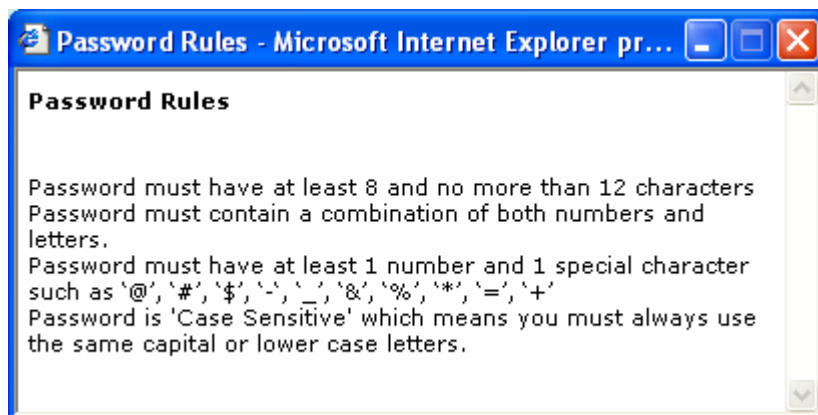 Password Rules - Microsoft Internet Explorer pr...
Password Rules
Password must have at least 8 and no more than 12 characters
Password must contain a combination of both numbers and
letters.
Password must have at least 1 number and 1 special character
such as ‘@’, ‘#’, ‘$’, ‘-’, ‘_’, ‘&’, ‘%’, ‘*’, ‘=’, ‘+’
Password is 'Case Sensitive' which means you must always use
the same capital or lower case letters.